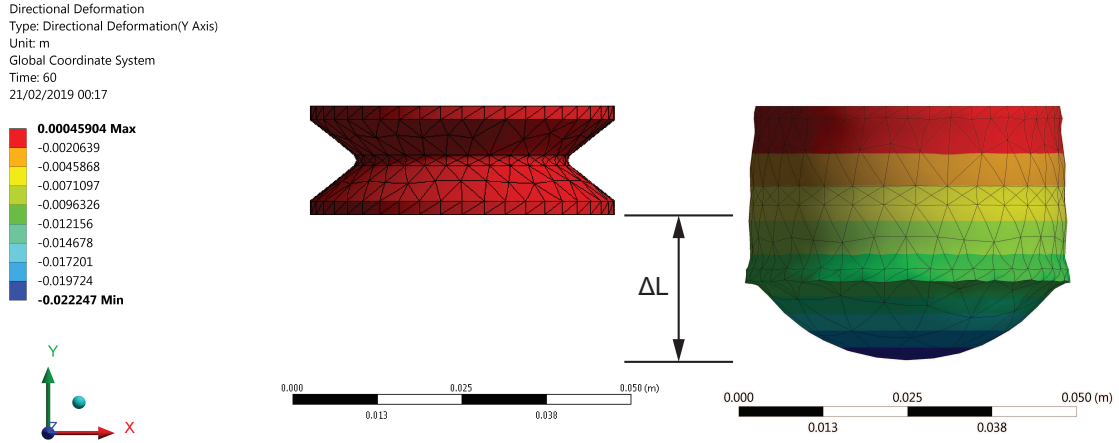 Directional Deformation
Type: Directional Deformation(Y Axis)
Unit: m
Global Coordinate System
Time: 60
21/02/2019 00:17
0.00045904 Max
-0.0020639
-0.0045868
-0.0071097
-0.0096326
-0.012156
-0.014678
-0.017201
-0.019724
-0.022247 Min
ΔL
Y
Z
X
0.000
0.025
0.050 (m)
0.013
0.038
0.000
0.025
0.050 (m)
0.013
0.038